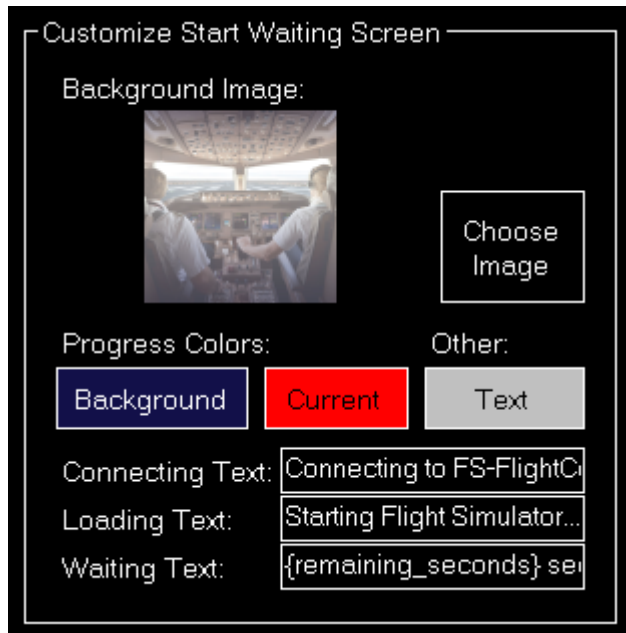 Customize Start Waiting Screen
Background Image:
Choose
Image
Progress Colors:
Other:
Background
Current
Text
Connecting Text:
Connecting to FS-FlightC
Loading Text:
Starting Flight Simulator...
Waiting Text:
{remaining_seconds} se